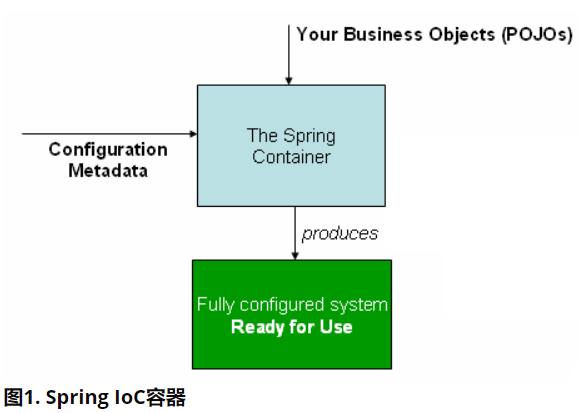 Your Business Objects (POJOs)
The Spring
Container
Configuration
Metadata
produces
Fully configured system
Ready for Use
图1. Spring IoC容器